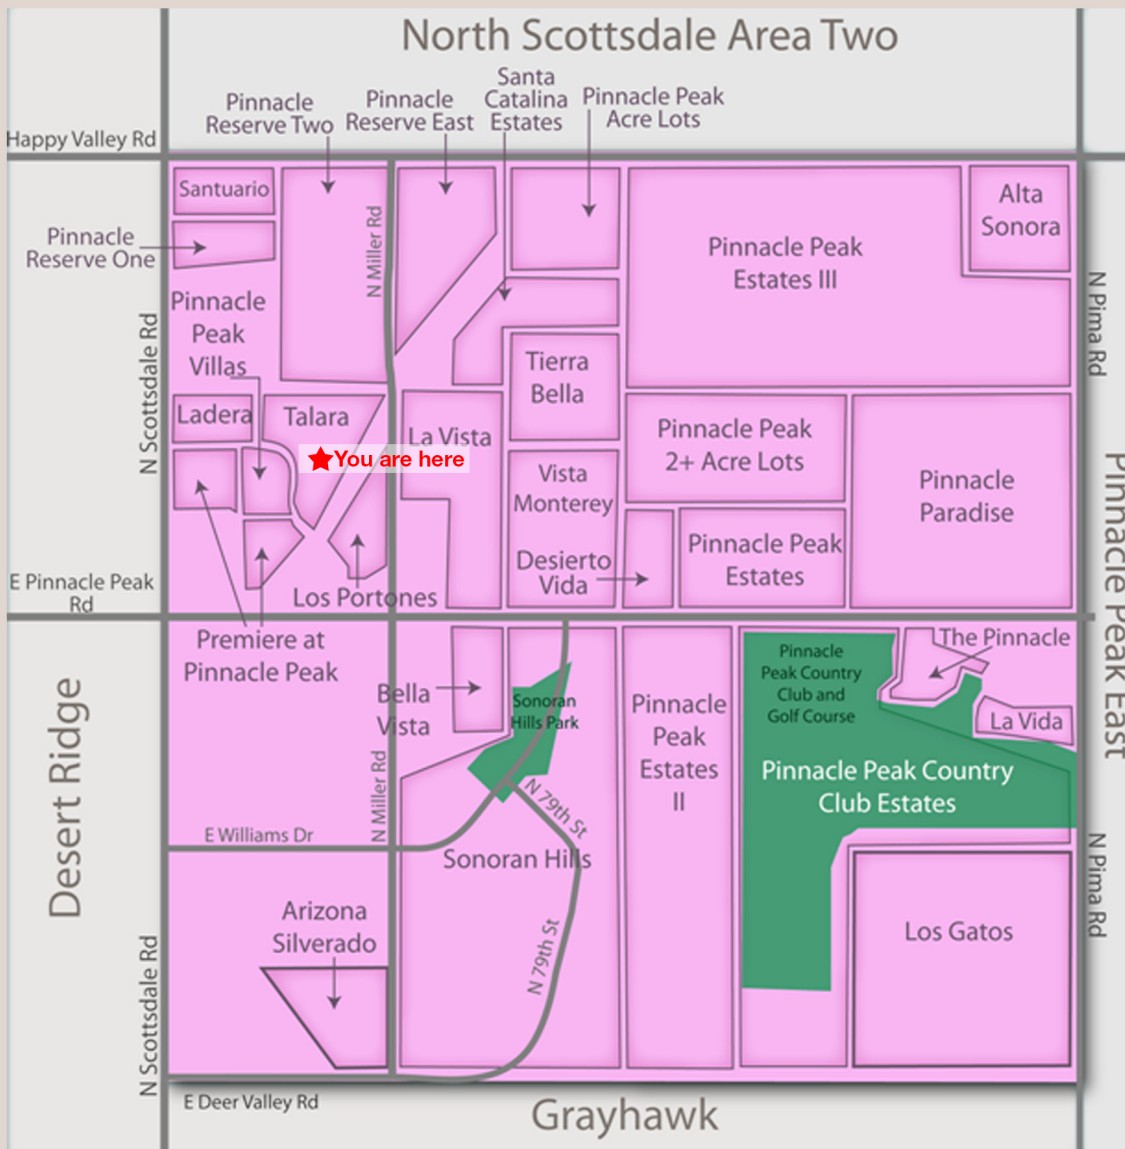 North Scottsdale Area Two
Santa
Catalina
Estates
Pinnacle
Reserve Two
Pinnacle
Reserve East
Pinnacle Peak
Acre Lots
Happy Valley Rd
Santuario
Pinnacle
Reserve One
N Miller Rd
Pinnacle Peak
Estates III
Alta
Sonora
Pinnacle
Peak
Villas
N Scottsdale Rd
N Pima Rd
Tierra
Bella
Ladera
Talara
La Vista
You are here
Pinnacle Peak
2+ Acre Lots
Pinnacle
Paradise
Vista
Monterey
Desierto
Vida
Pinnacle Peak
Estates
E Pinnacle Peak
Rd
Los Portones
Premiere at
Pinnacle Peak
Pinnacle Peak East
Bella
Vista
Sonoran
Hills Park
Pinnacle
Peak
Estates
II
Pinnacle
Peak Country
Club and
Golf Course
The Pinnacle
La Vida
Pinnacle Peak Country
Club Estates
Desert Ridge
N Miller Rd
N 79th St
E Williams Dr
Sonoran Hills
N Pima Rd
Arizona
Silverado
N 79th St
Los Gatos
N Scottsdale Rd
E Deer Valley Rd
Grayhawk